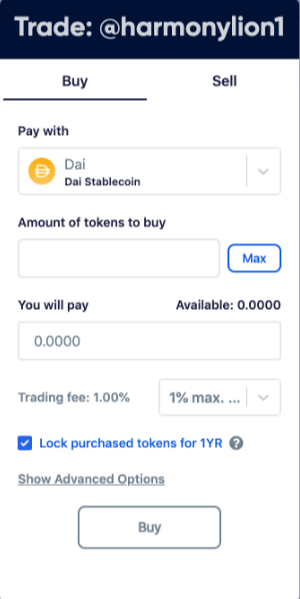 Trade: @harmonylion1
Buy Sell
Pay with
Dai
Dai Stablecoin
Amount of tokens to buy
Max
You will pay Available: 0.0000
0.0000
Trading fee: 1.00% 1% max. ...
Lock purchased tokens for 1YR ?
Show Advanced Options
Buy